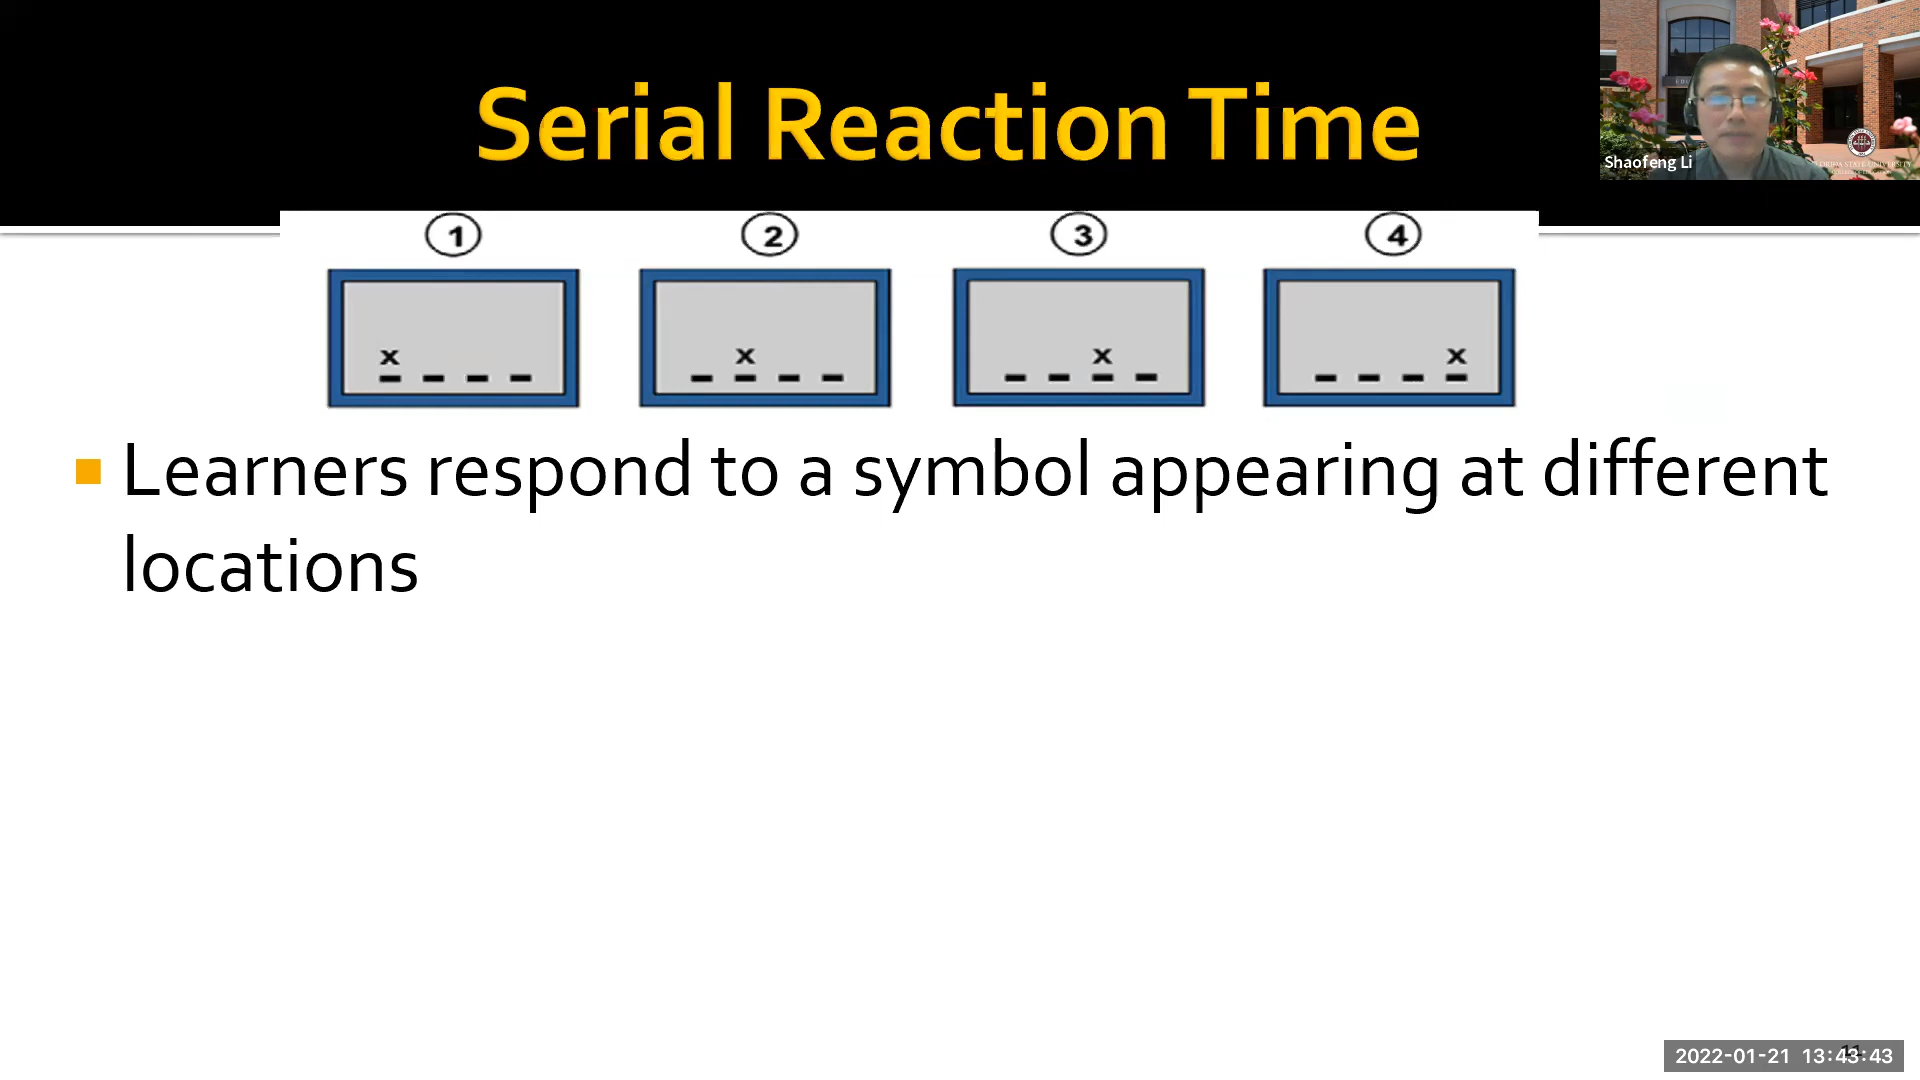 Serial Reaction Time
Shaofeng Li
1 2 3 4
x x x x
Learners respond to a symbol appearing at different
locations
2022-01-21 13:43:43